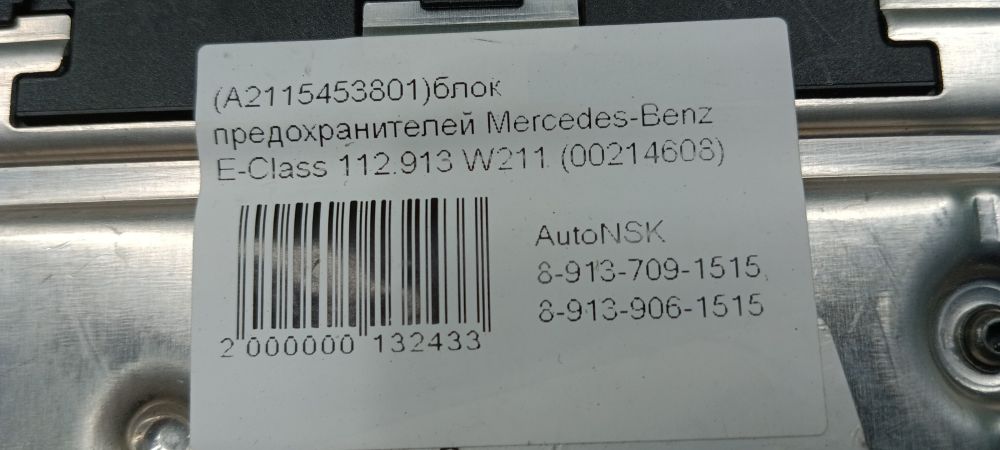 (A2115453801)блок
предохранителей Mercedes-Benz
E-Class 112.913 W211 (00214608)
AutoNSK
8-913-709-1515,
8-913-906-1515
2 000000 132433